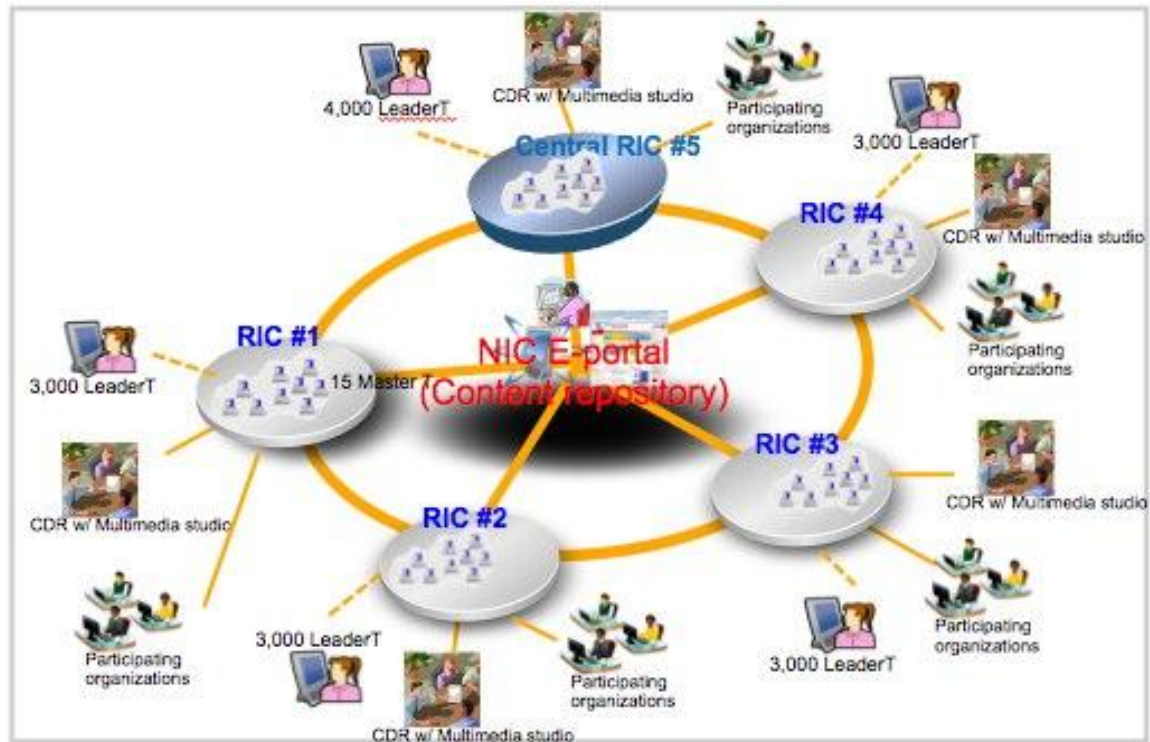 4,000 LeaderT
CDR w/ Multimedia studio
Participating
organizations
Central RIC #5
3,000 LeaderT
RIC #4
CDR w/ Multimedia studio
Participating
organizations
RIC #1
3,000 LeaderT
15 Master T
NIC E-portal
(Content repository)
CDR w/ Multimedia studio
RIC #3
CDR w/ Multimedia studio
RIC #2
Participating
organizations
3,000 LeaderT
Participating
organizations
CDR w/ Multimedia studio
3,000 LeaderT
Participating
organizations